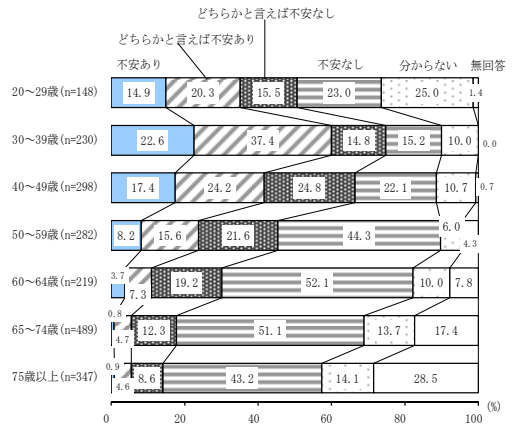 どちらかと言えば不安なし
どちらかと言えば不安あり
不安あり 不安なし 分からない 無回答
20～29歳(n=148) 14.9 20.3 15.5 23.0 25.0 1.4
30～39歳(n=230) 22.6 37.4 14.8 15.2 10.0 0.0
40～49歳(n=298) 17.4 24.2 24.8 22.1 10.7 0.7
50～59歳(n=282) 8.2 15.6 21.6 44.3 6.0 4.3
60～64歳(n=219) 3.7 7.3 19.2 52.1 10.0 7.8
65～74歳(n=489) 0.8 4.7 12.3 51.1 13.7 17.4
75歳以上(n=347) 0.9 4.6 8.6 43.2 14.1 28.5
0 20 40 60 80 100 (%)